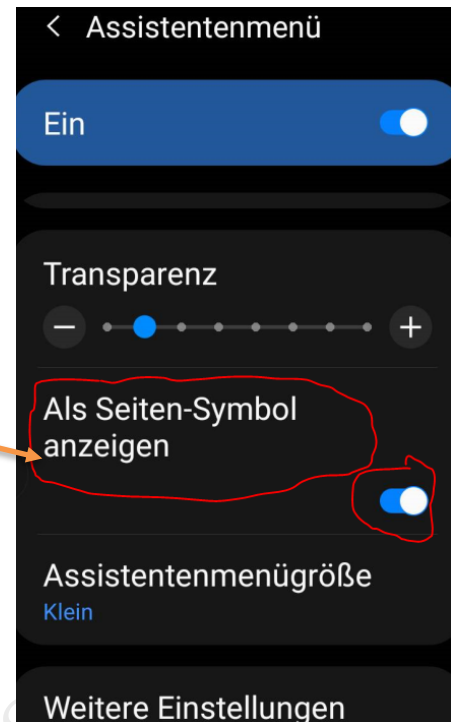 Assistentenmenü
Ein
Transparenz
Als Seiten-Symbol
anzeigen
Assistentenmenügröße
Klein
Weitere Einstellungen